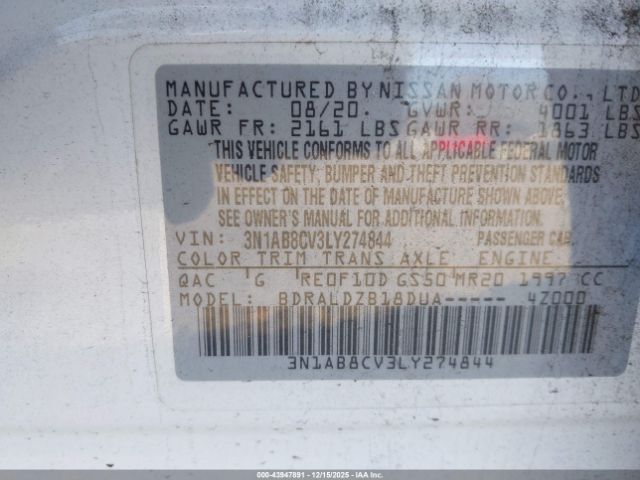 MANUFACTURED BY NISSAN MOTOR CO., LTD
DATE: 08/20. GVWR: 4001 LBS
GAWR FR: 2161 LBS GAWR RR: 1863 LBS
THIS VEHICLE CONFORMS TO ALL APPLICABLE FEDERAL MOTOR
VEHICLE SAFETY, BUMPER AND THEFT PREVENTION STANDARDS
IN EFFECT ON THE DATE OF MANUFACTURE SHOWN ABOVE.
SEE OWNER'S MANUAL FOR ADDITIONAL INFORMATION.
VIN: 3N1AB8CV3LY274844 PASSENGER CAR
COLOR TRIM TRANS AXLE ENGINE
QAC G RE0F10D GS50 MR20 1997 CC
MODEL: BDRALDZB18DUA----- 4Z000
3N1AB8CV3LY274844
000-43947891 - 12/15/2025 - © IAA Holdings, LLC